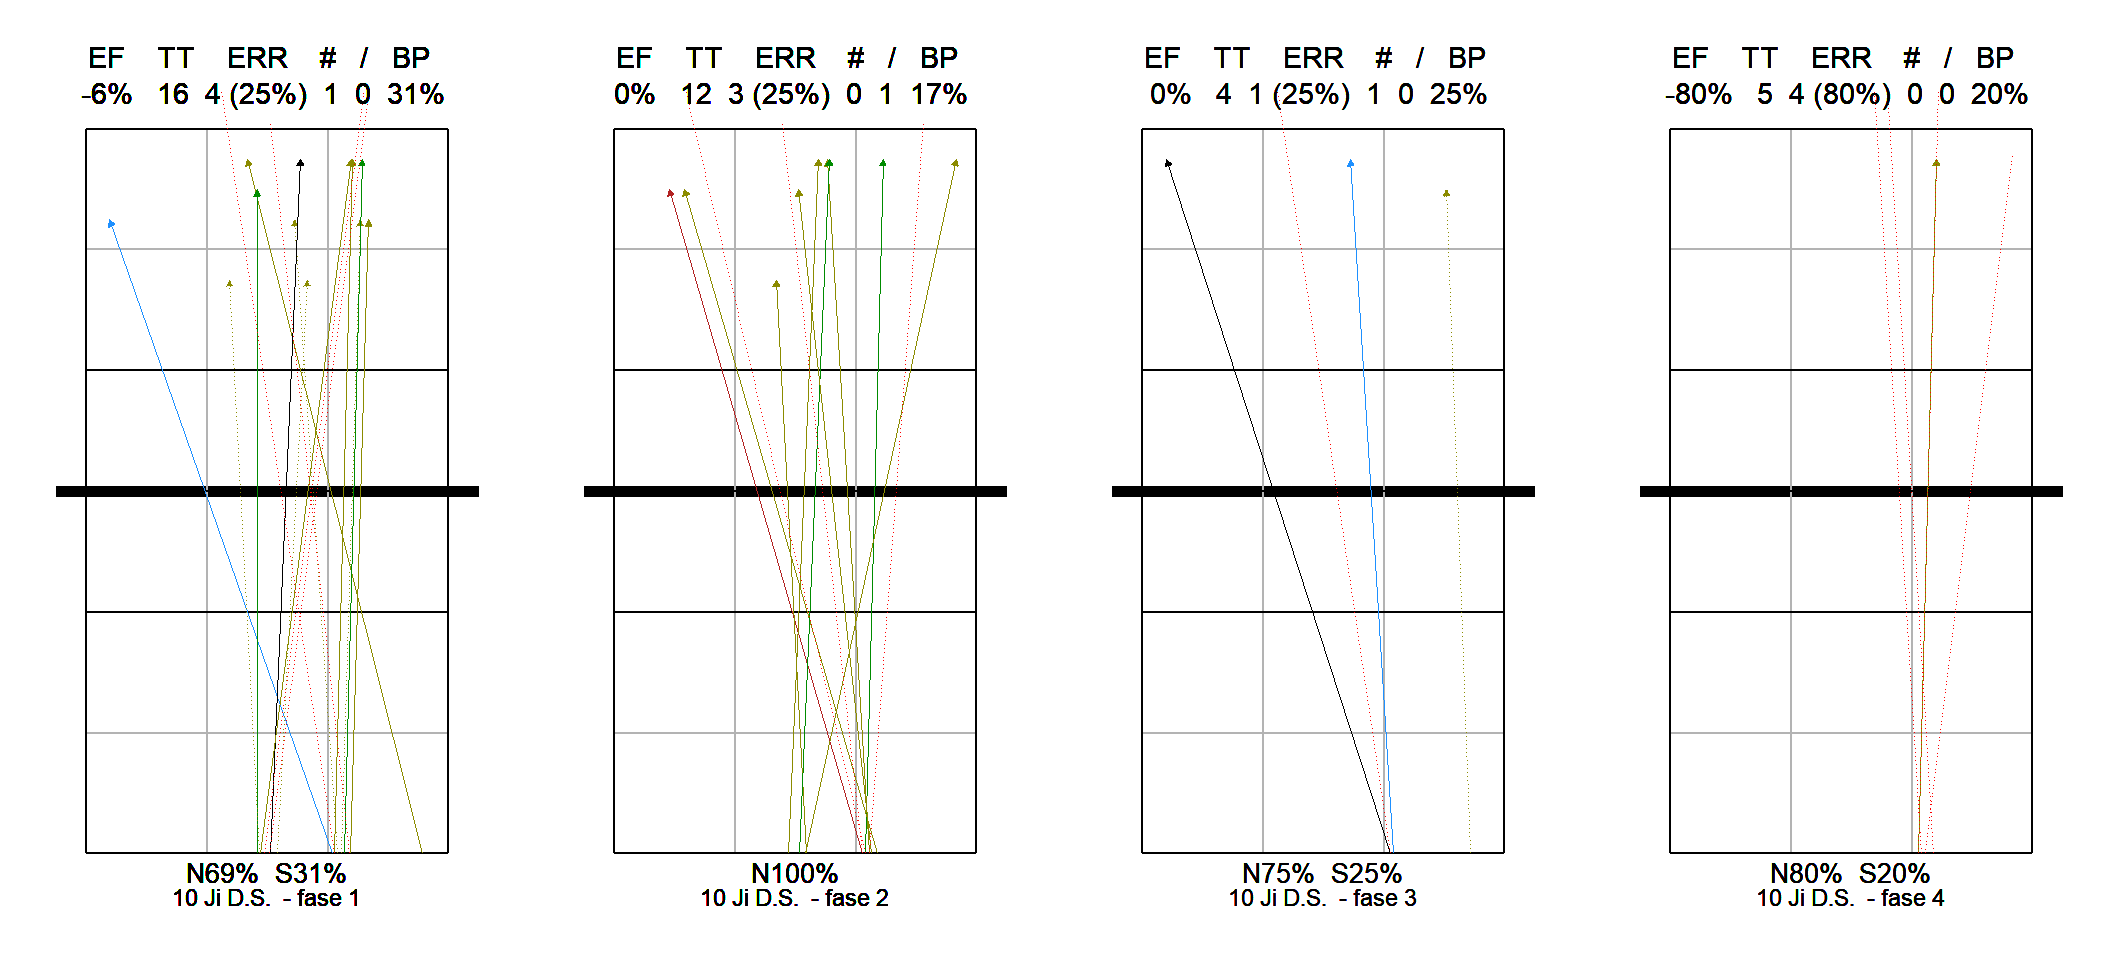 EF TT ERR # / BP
-6% 16 4 (25%) 1 0 31%
N69% S31%
10 Ji D.S. - fase 1
EF TT ERR # / BP
0% 12 3 (25%) 0 1 17%
N100%
10 Ji D.S. - fase 2
EF TT ERR # / BP
0% 4 1 (25%) 1 0 25%
N75% S25%
10 Ji D.S. - fase 3
EF TT ERR # / BP
-80% 5 4 (80%) 0 0 20%
N80% S20%
10 Ji D.S. - fase 4